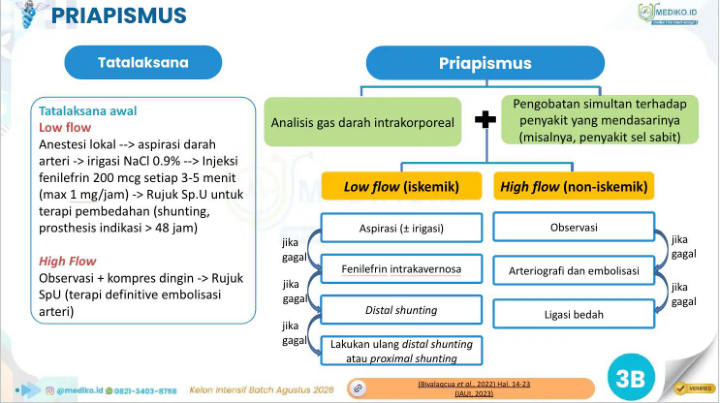 PRIAPISMUS
MEDIKO.ID
Tatalaksana
Tatalaksana awal
Low flow
Anestesi lokal --> aspirasi darah
arteri -> irigasi NaCl 0.9% --> Injeksi
fenilefrin 200 mcg setiap 3-5 menit
(max 1 mg/jam) -> Rujuk Sp.U untuk
terapi pembedahan (shunting,
prosthesis indikasi > 48 jam)
High Flow
Observasi + kompres dingin -> Rujuk
SpU (terapi definitive embolisasi
arteri)
Priapismus
Analisis gas darah intrakorporeal
+
Pengobatan simultan terhadap
penyakit yang mendasarinya
(misalnya, penyakit sel sabit)
Low flow (iskemik)
High flow (non-iskemik)
Aspirasi (± irigasi)
Observasi
jika
gagal
jika
gagal
Fenilefrin intrakavernosa
Arteriografi dan embolisasi
jika
gagal
jika
gagal
Distal shunting
Ligasi bedah
jika
gagal
Lakukan ulang distal shunting
atau proximal shunting
@mediko.id
0821-3403-8768
Kelon Intensif Batch Agustus 2026
(Bivalaqcua et al., 2022) Hal. 14-23
(IAUI, 2023)
3B
VERIFIED